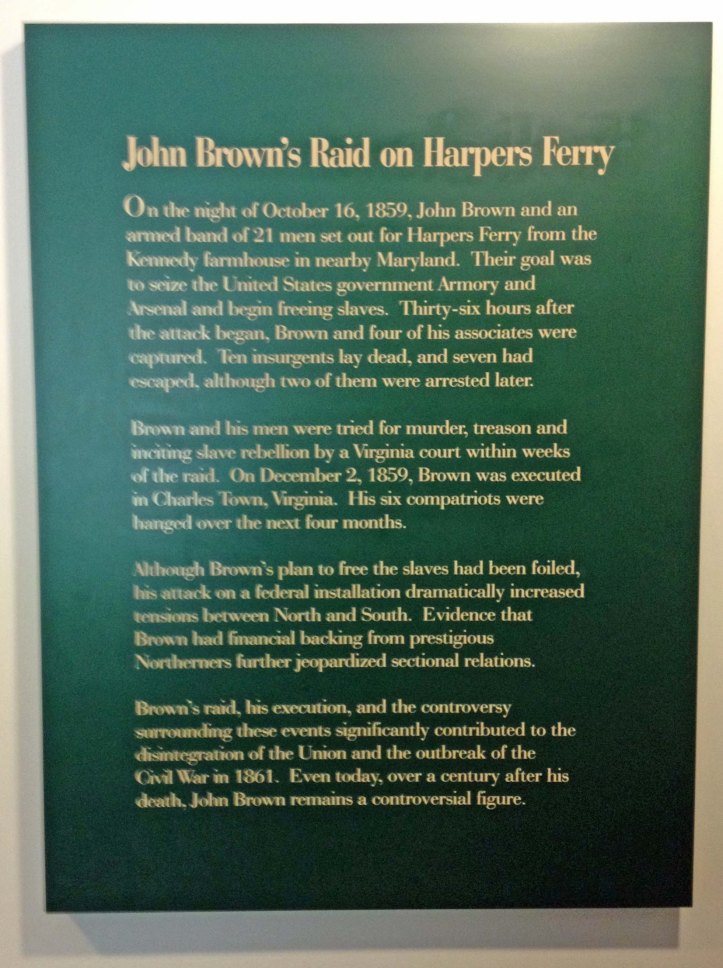 John Brown's Raid on Harpers Ferry
On the night of October 16, 1859, John Brown and an
armed band of 21 men set out for Harpers Ferry from the
Kennedy farmhouse in nearby Maryland. Their goal was
to seize the United States government Armory and
Arsenal and begin freeing slaves. Thirty-six hours after
the attack began, Brown and four of his associates were
captured. Ten insurgents lay dead, and seven had
escaped, although two of them were arrested later.
Brown and his men were tried for murder, treason and
inciting slave rebellion by a Virginia court within weeks
of the raid. On December 2, 1859, Brown was executed
in Charles Town, Virginia. His six compatriots were
hanged over the next four months.
Although Brown's plan to free the slaves had been foiled,
his attack on a federal installation dramatically increased
tensions between North and South. Evidence that
Brown had financial backing from prestigious
Northerners further jeopardized sectional relations.
Brown's raid, his execution, and the controversy
surrounding these events significantly contributed to the
disintegration of the Union and the outbreak of the
Civil War in 1861. Even today, over a century after his
death, John Brown remains a controversial figure.